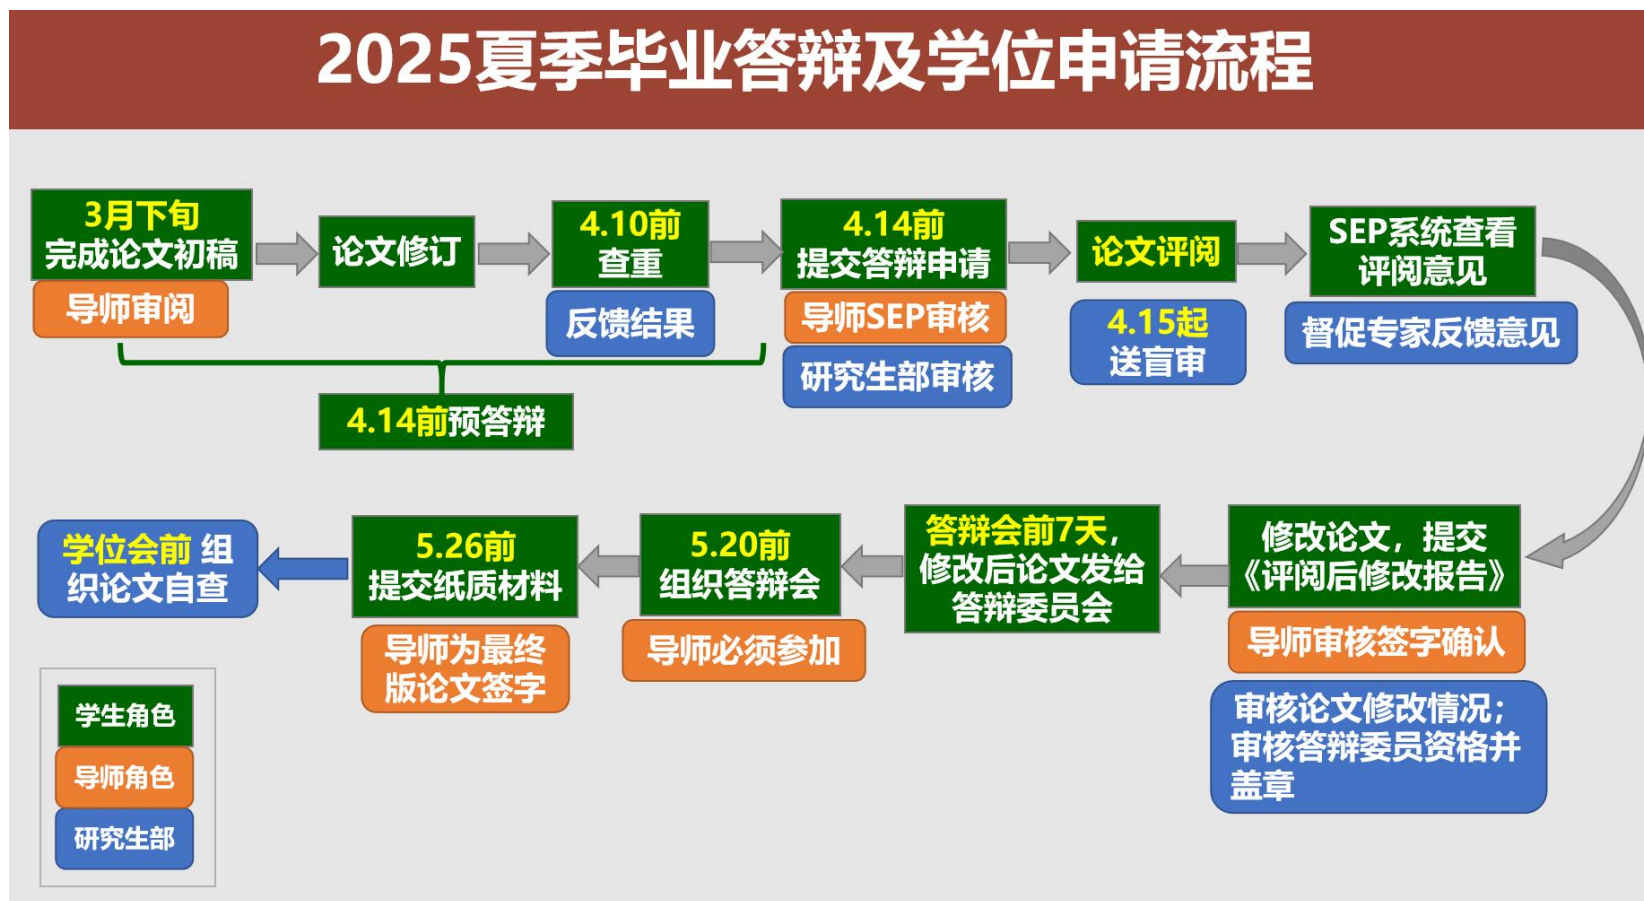 2025夏季毕业答辩及学位申请流程
3月下旬
完成论文初稿
导师审阅
论文修订
4.10前
查重
反馈结果
4.14前
提交答辩申请
导师SEP审核
研究生部审核
论文评阅
4.15起
送盲审
SEP系统查看
评阅意见
督促专家反馈意见
4.14前预答辩
修改论文，提交
《评阅后修改报告》
导师审核签字确认
审核论文修改情况；
审核答辩委员资格并
盖章
答辩会前7天，
修改后论文发给
答辩委员会
5.20前
组织答辩会
导师必须参加
5.26前
提交纸质材料
导师为最终
版论文签字
学位会前 组
织论文自查
学生角色
导师角色
研究生部